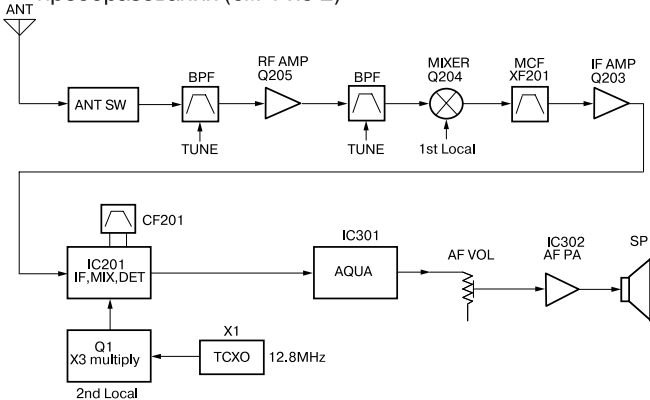 ANT
ANT SW
BPF
TUNE
RF AMP
Q205
BPF
TUNE
MIXER
Q204
1st Local
MCF
XF201
IF AMP
Q203
CF201
IC201
IF,MIX,DET
Q1
X3 multiply
2nd Local
X1
TCXO
12.8MHz
IC301
AQUA
AF VOL
IC302
AF PA
SP